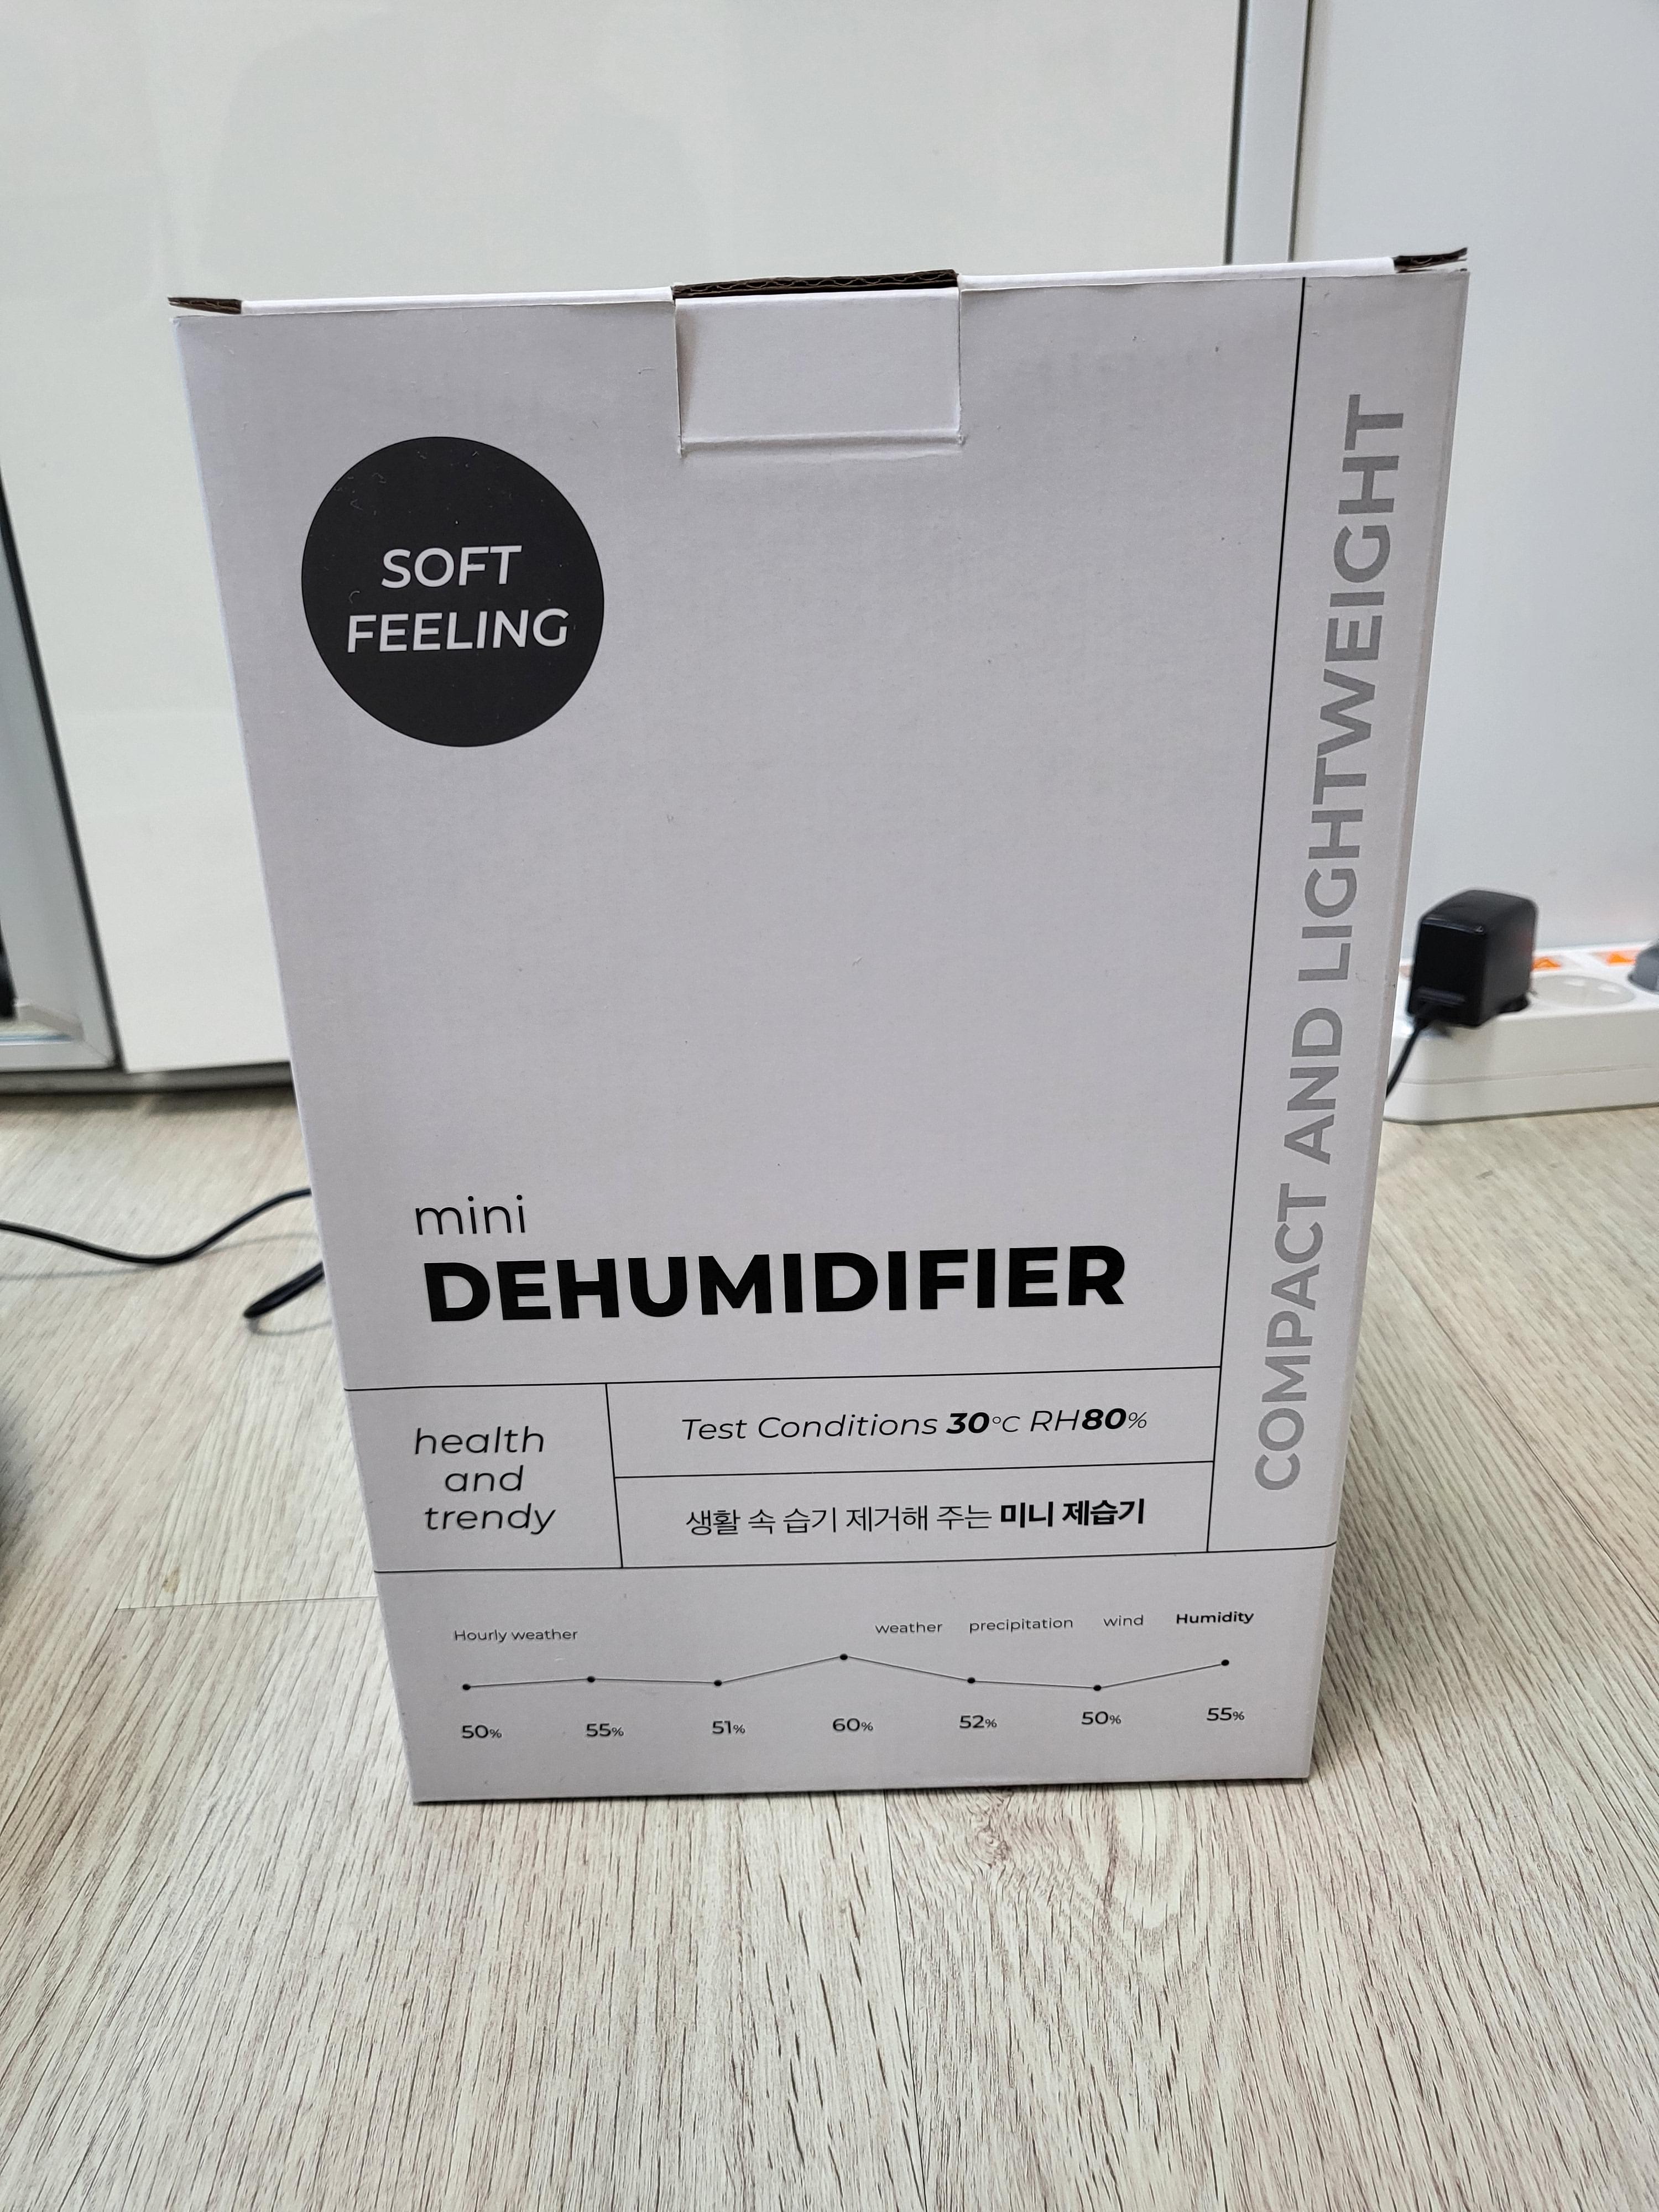 SOFT
FEELING
COMPACT AND LIGHTWEIGHT
mini
DEHUMIDIFIER
health
and
trendy
Test Conditions 30°C RH80%
생활 속 습기 제거해 주는 미니 제습기
Hourly weather
weather precipitation wind Humidity
50% 55% 51% 60% 52% 50% 55%